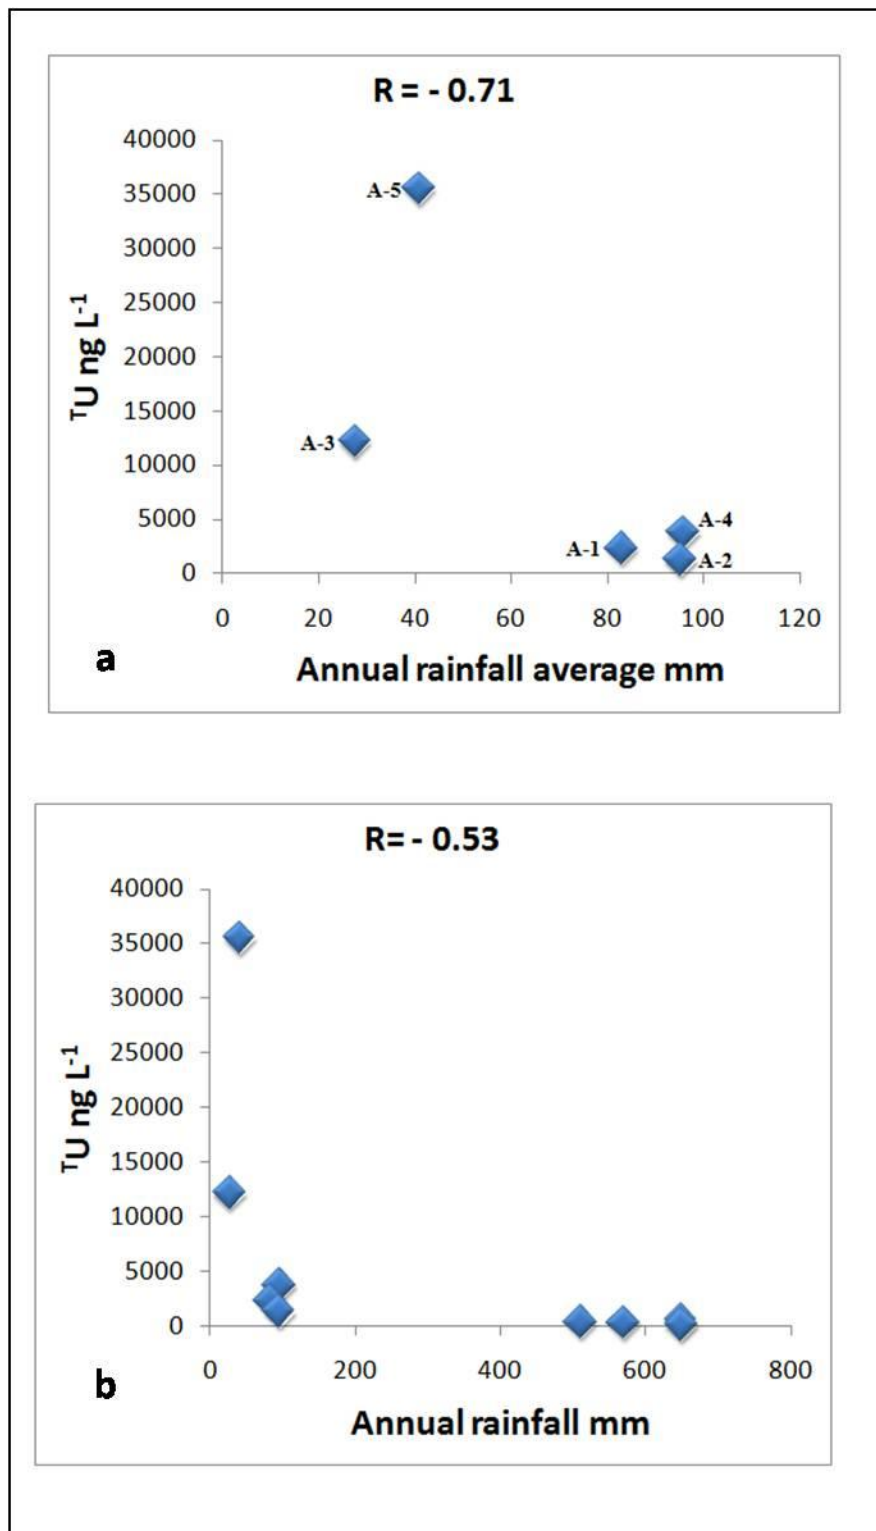 R = - 0.71
40000
35000
30000
25000
20000
15000
10000
5000
0
ᵀU ng L⁻¹
A-5
A-3
A-1
A-4
A-2
0 20 40 60 80 100 120
Annual rainfall average mm
a
R= - 0.53
40000
35000
30000
25000
20000
15000
10000
5000
0
ᵀU ng L⁻¹
0 200 400 600 800
Annual rainfall mm
b